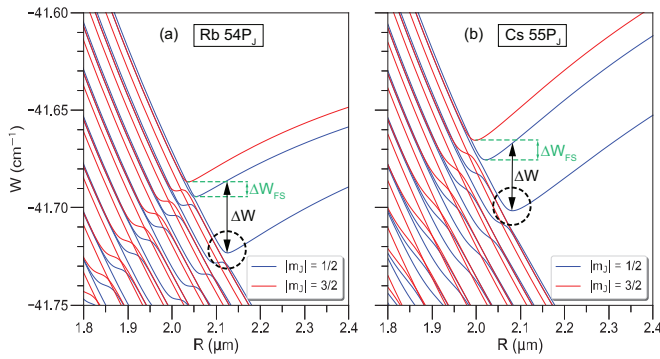 (a) Rb 54P_J
(b) Cs 55P_J
W (cm⁻¹)
−41.60
−41.65
−41.70
−41.75
ΔW_FS
ΔW
ΔW_FS
ΔW
|m_J| = 1/2
|m_J| = 3/2
|m_J| = 1/2
|m_J| = 3/2
1.8 1.9 2.0 2.1 2.2 2.3 2.4
1.8 1.9 2.0 2.1 2.2 2.3 2.4
R (μm)
R (μm)